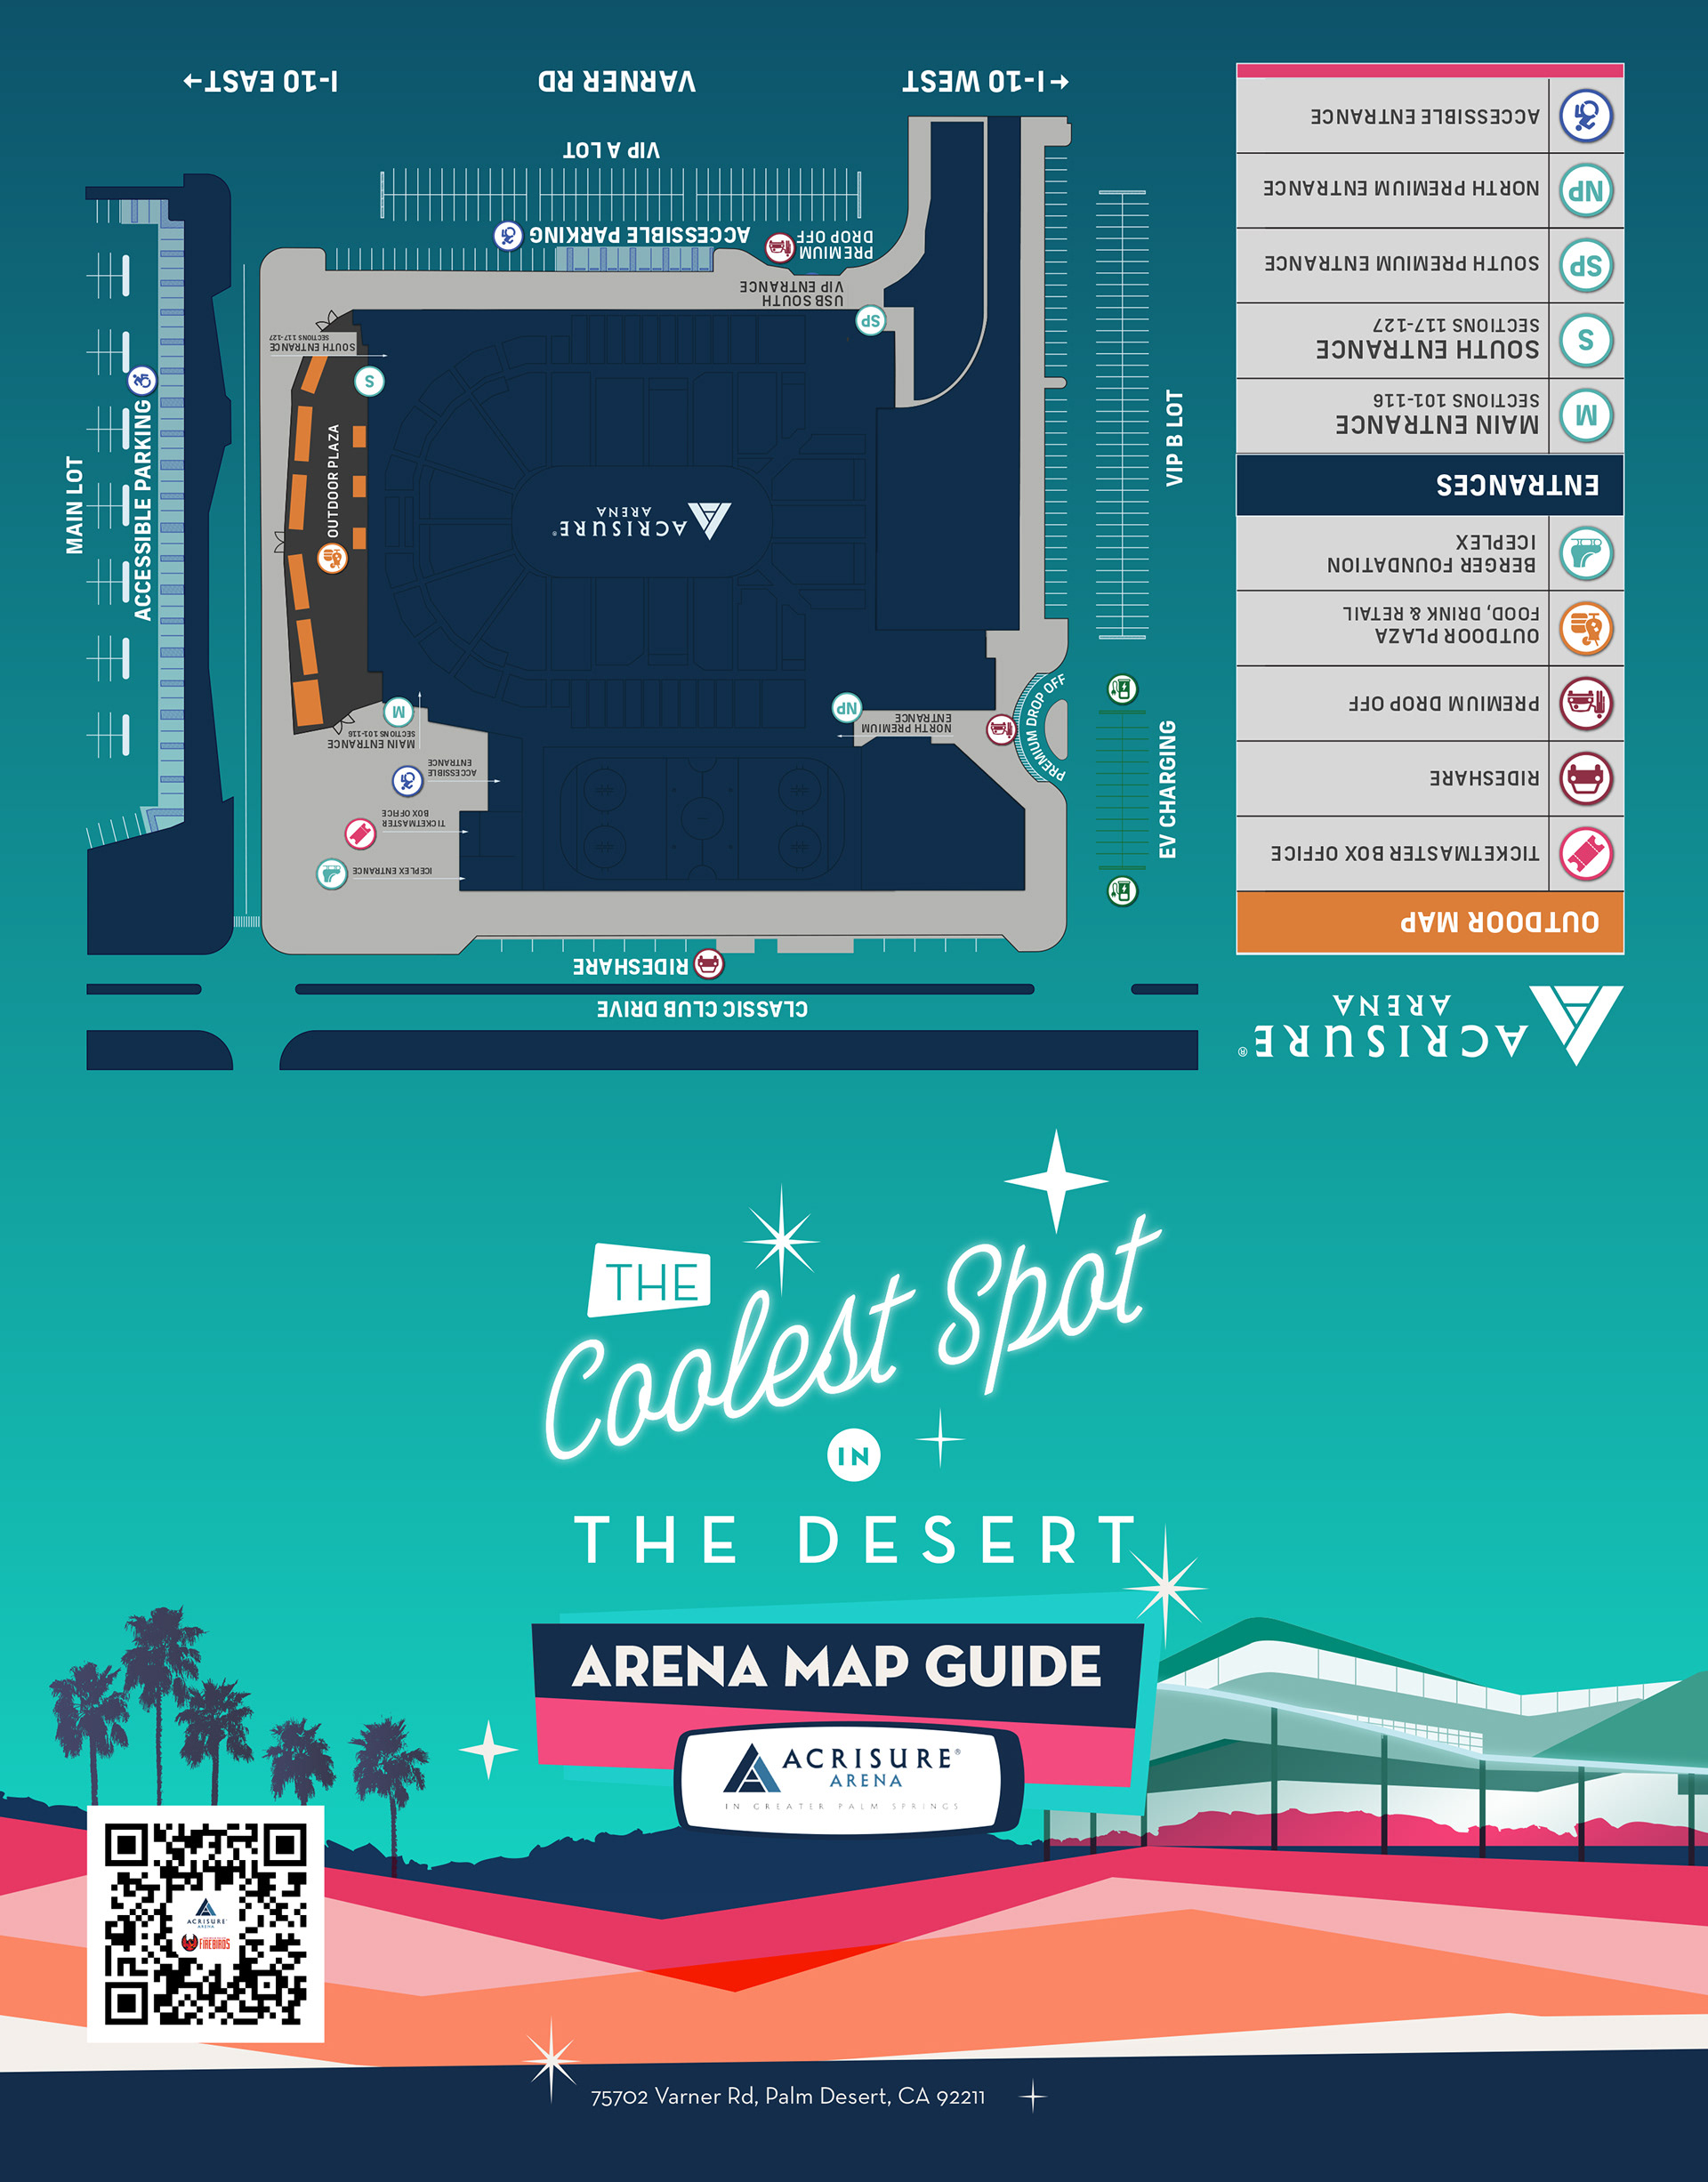 THE
Coolest Spot
IN
THE DESERT
ARENA MAP GUIDE
ACRISURE®
ARENA
IN GREATER PALM SPRINGS
ACRISURE
ARENA
FIREBIRDS
75702 Varner Rd, Palm Desert, CA 92211
ACRISURE®
ARENA
OUTDOOR MAP
TICKETMASTER BOX OFFICE
RIDESHARE
PREMIUM DROP OFF
OUTDOOR PLAZA
FOOD, DRINK & RETAIL
BERGER FOUNDATION
ICEPLEX
ENTRANCES
M
MAIN ENTRANCE
SECTIONS 101-116
S
SOUTH ENTRANCE
SECTIONS 117-127
SP
SOUTH PREMIUM ENTRANCE
NP
NORTH PREMIUM ENTRANCE
ACCESSIBLE ENTRANCE
CLASSIC CLUB DRIVE
RIDESHARE
EV CHARGING
ICEPLEX ENTRANCE
TICKETMASTER
BOX OFFICE
ACCESSIBLE
ENTRANCE
PREMIUM DROP OFF
NORTH PREMIUM
ENTRANCE
NP
MAIN ENTRANCE
SECTIONS 101-116
M
VIP B LOT
ACRISURE®
ARENA
OUTDOOR PLAZA
MAIN LOT
ACCESSIBLE PARKING
S
SOUTH ENTRANCE
SECTIONS 117-127
SP
USB SOUTH
VIP ENTRANCE
PREMIUM
DROP OFF
ACCESSIBLE PARKING
VIP A LOT
←I-10 WEST
VARNER RD
I-10 EAST→